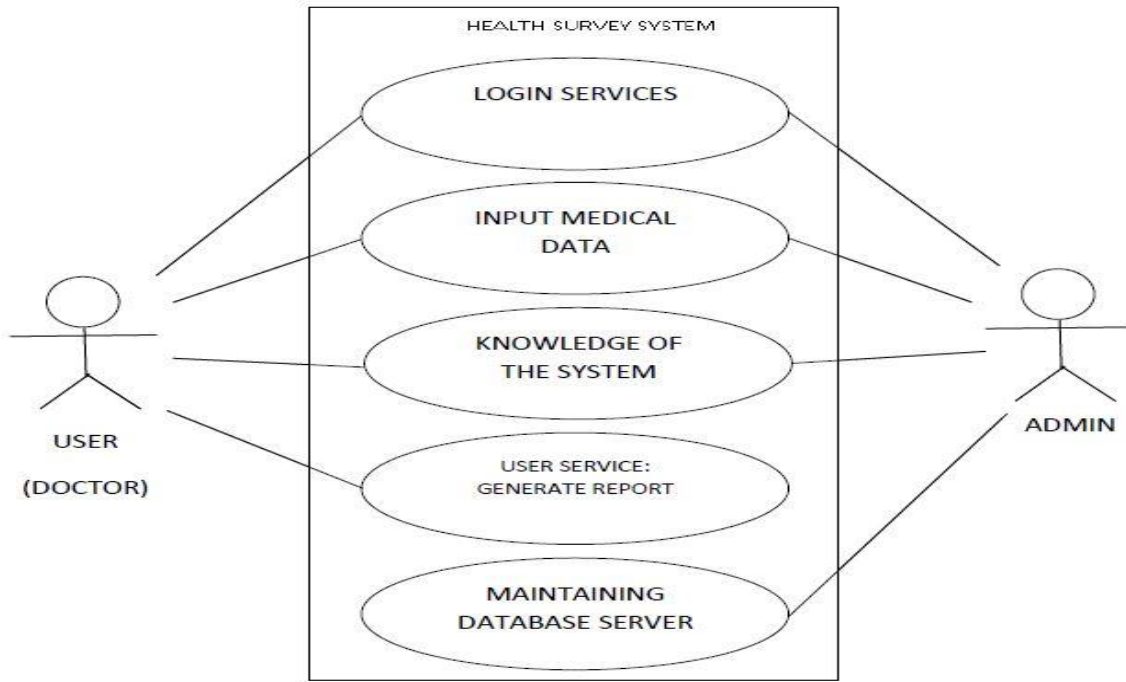 HEALTH SURVEY SYSTEM
LOGIN SERVICES
INPUT MEDICAL
DATA
KNOWLEDGE OF
THE SYSTEM
USER SERVICE:
GENERATE REPORT
MAINTAINING
DATABASE SERVER
USER
(DOCTOR)
ADMIN